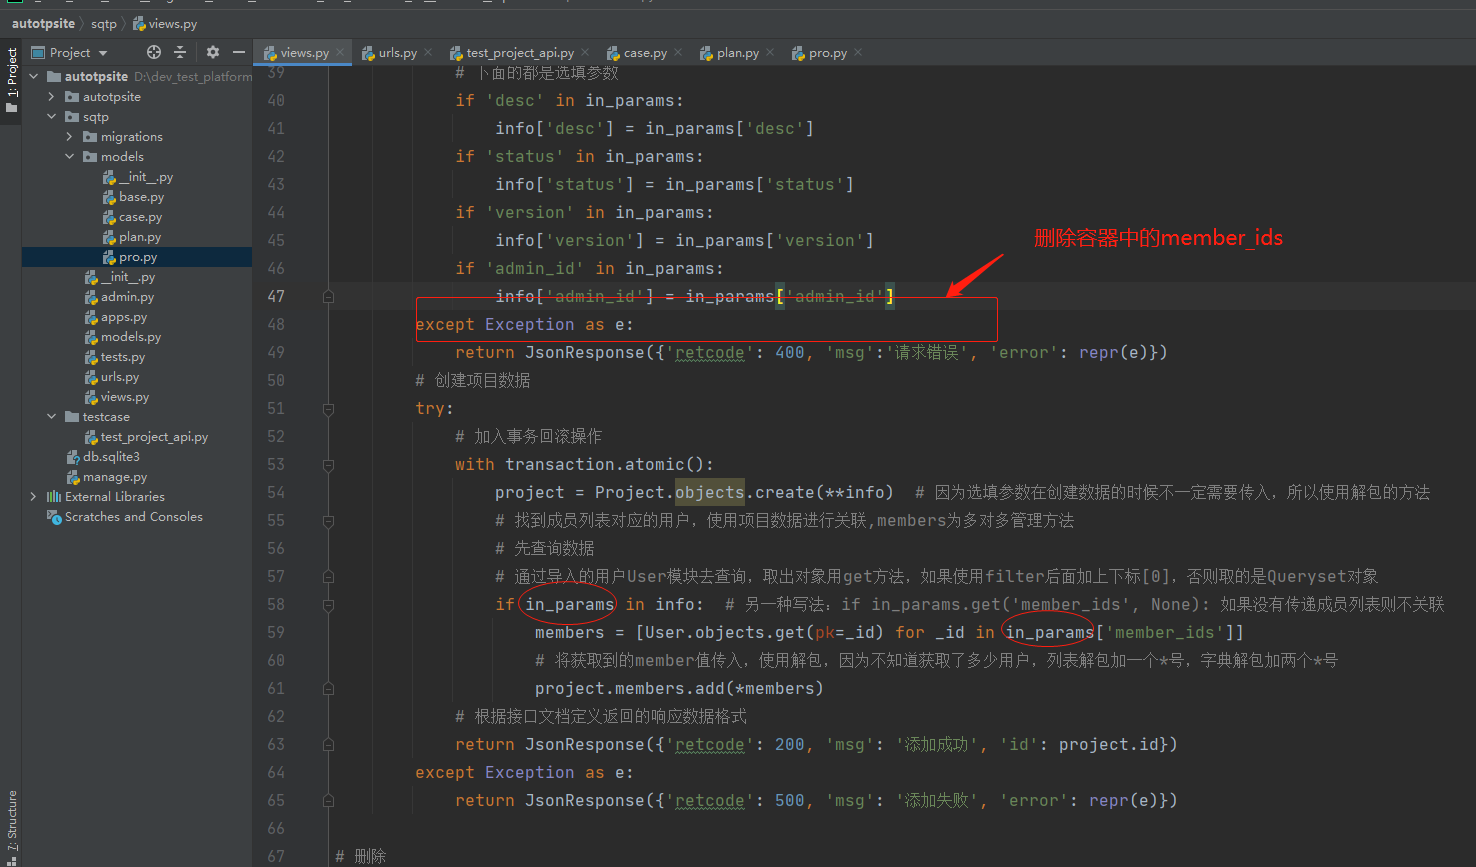 autotpsite
sqtp
views.py
Project
views.py
urls.py
test_project_api.py
case.py
plan.py
pro.py
1: Project
7: Structure
autotpsite D:\dev_test_platform
autotpsite
sqtp
migrations
models
__init__.py
base.py
case.py
plan.py
pro.py
__init__.py
admin.py
apps.py
models.py
tests.py
urls.py
views.py
testcase
test_project_api.py
db.sqlite3
manage.py
External Libraries
Scratches and Consoles
39 # 下面的都是选填参数
40 if 'desc' in in_params:
41 info['desc'] = in_params['desc']
42 if 'status' in in_params:
43 info['status'] = in_params['status']
44 if 'version' in in_params:
删除容器中的member_ids
45 info['version'] = in_params['version']
46 if 'admin_id' in in_params:
47 info['admin_id'] = in_params['admin_id']
48 except Exception as e:
49 return JsonResponse({'retcode': 400, 'msg':'请求错误', 'error': repr(e)})
50 # 创建项目数据
51 try:
52 # 加入事务回滚操作
53 with transaction.atomic():
54 project = Project.objects.create(**info) # 因为选填参数在创建数据的时候不一定需要传入，所以使用解包的方法
55 # 找到成员列表对应的用户，使用项目数据进行关联,members为多对多管理方法
56 # 先查询数据
57 # 通过导入的用户User模块去查询，取出对象用get方法，如果使用filter后面加上下标[0]，否则取的是Queryset对象
58 if in_params in info: # 另一种写法：if in_params.get('member_ids', None): 如果没有传递成员列表则不关联
59 members = [User.objects.get(pk=_id) for _id in in_params['member_ids']]
60 # 将获取到的member值传入，使用解包，因为不知道获取了多少用户，列表解包加一个*号，字典解包加两个*号
61 project.members.add(*members)
62 # 根据接口文档定义返回的响应数据格式
63 return JsonResponse({'retcode': 200, 'msg': '添加成功', 'id': project.id})
64 except Exception as e:
65 return JsonResponse({'retcode': 500, 'msg': '添加失败', 'error': repr(e)})
66
67 # 删除